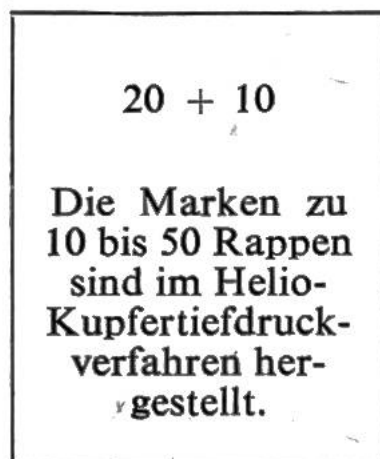 20 + 10
Die Marken zu
10 bis 50 Rappen
sind im Helio-
Kupfertiefdruck-
verfahren her-
gestellt.